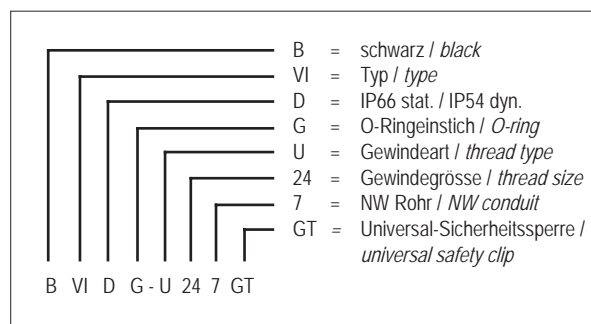 B = schwarz / black
VI = Typ / type
D = IP66 stat. / IP54 dyn.
G = O-Ringeinstich / O-ring
U = Gewindeart / thread type
24 = Gewindegrösse / thread size
7 = NW Rohr / NW conduit
GT = Universal-Sicherheitssperre /
universal safety clip
B VI D G - U 24 7 GT